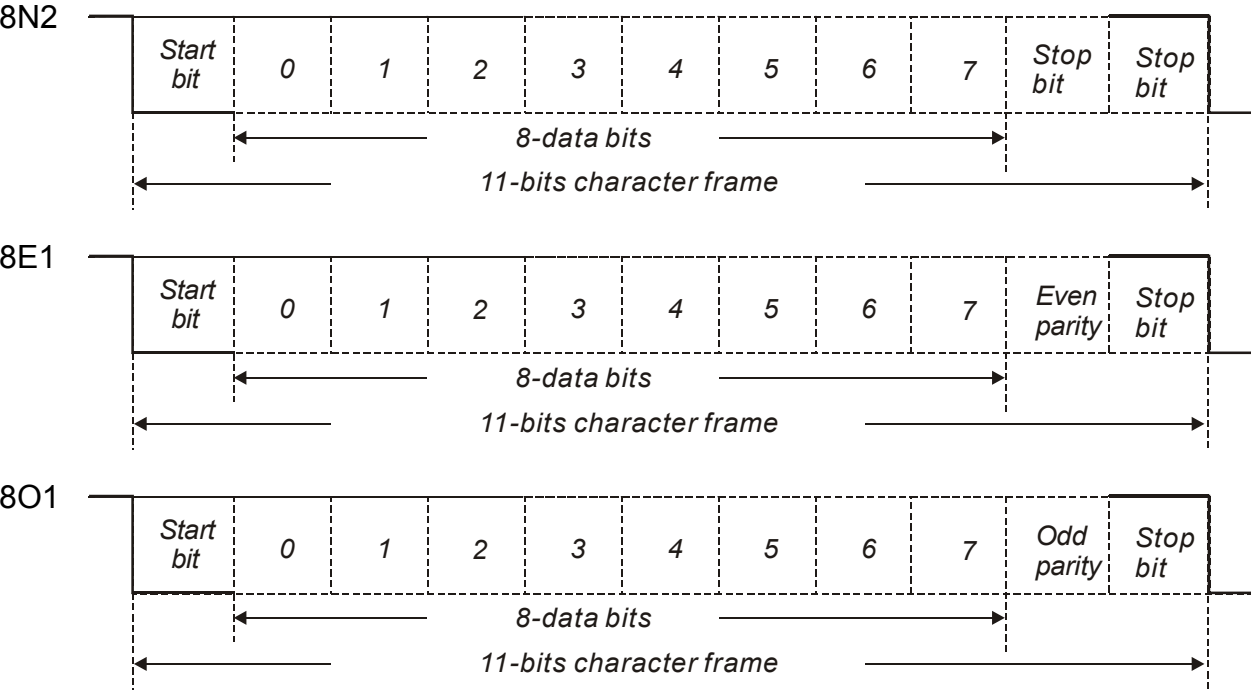 8N2
Start bit 0 1 2 3 4 5 6 7 Stop bit Stop bit
8-data bits
11-bits character frame
8E1
Start bit 0 1 2 3 4 5 6 7 Even parity Stop bit
8-data bits
11-bits character frame
8O1
Start bit 0 1 2 3 4 5 6 7 Odd parity Stop bit
8-data bits
11-bits character frame